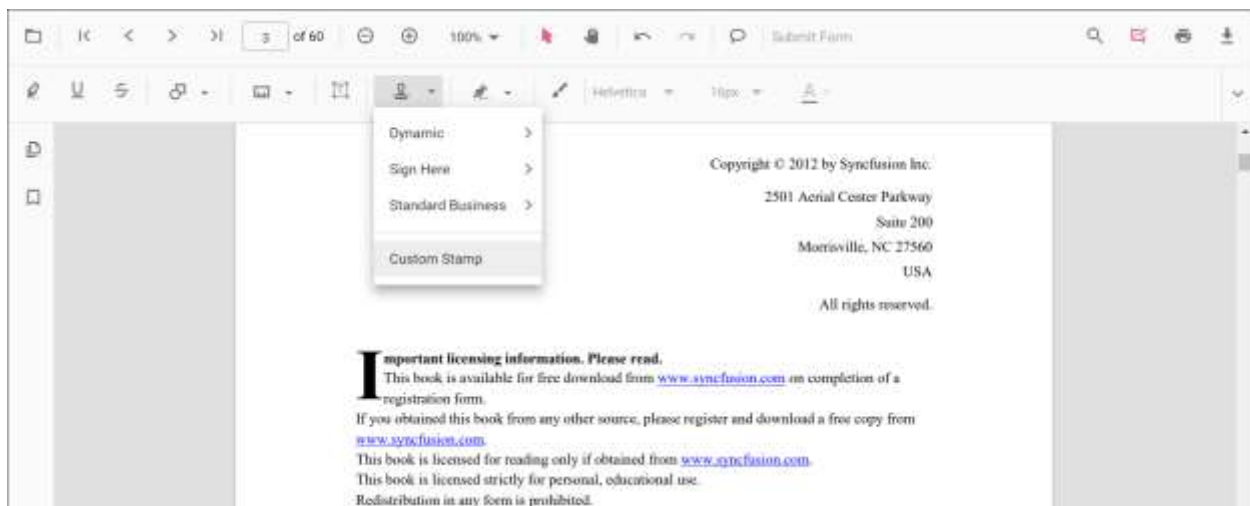 3 of 60 100% Submit Form
Helvetica 16px A
Dynamic
Sign Here
Standard Business
Custom Stamp
Copyright © 2012 by Syncfusion Inc.
2501 Aerial Center Parkway
Suite 200
Morrisville, NC 27560
USA
All rights reserved.
Important licensing information. Please read.
This book is available for free download from www.syncfusion.com on completion of a
registration form.
If you obtained this book from any other source, please register and download a free copy from
www.syncfusion.com.
This book is licensed for reading only if obtained from www.syncfusion.com.
This book is licensed strictly for personal, educational use.
Redistribution in any form is prohibited.